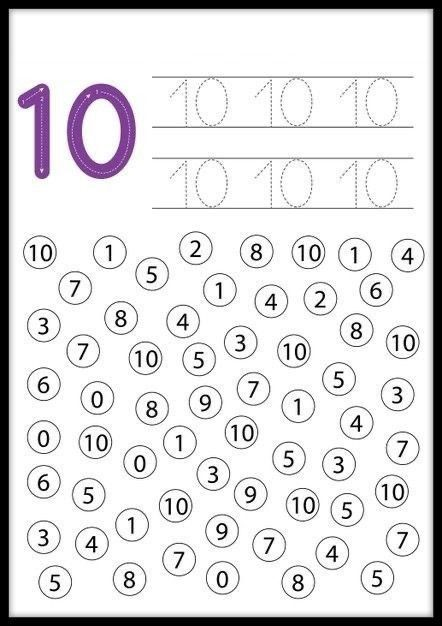 10
10 10 10
10 10 10
10 1 2 8 10 1 4
7 5 1 4 2 6
3 8 4 3 8 10
7 10 5 10
6 0 8 9 7 1 5 3
0 10 1 10 4 7
0 3 5 3
6 5 10 9 10 5 10
3 4 1 9 7 4 7
7
5 8 0 8 5